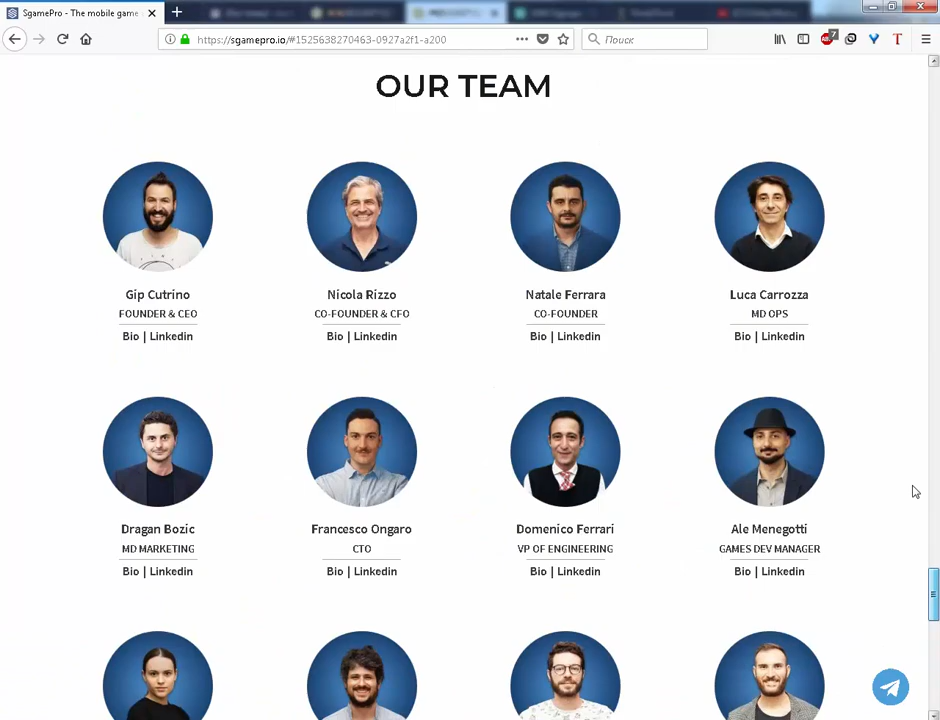 SgamePro - The mobile game
https://sgamepro.io/#1525638270463-0927a2f1-a200
Поиск
7
T
OUR TEAM
Gip Cutrino
Nicola Rizzo
Natale Ferrara
Luca Carrozza
FOUNDER & CEO
CO-FOUNDER & CFO
CO-FOUNDER
MD OPS
Bio | Linkedin
Bio | Linkedin
Bio | Linkedin
Bio | Linkedin
Dragan Bozic
Francesco Ongaro
Domenico Ferrari
Ale Menegotti
MD MARKETING
CTO
VP OF ENGINEERING
GAMES DEV MANAGER
Bio | Linkedin
Bio | Linkedin
Bio | Linkedin
Bio | Linkedin